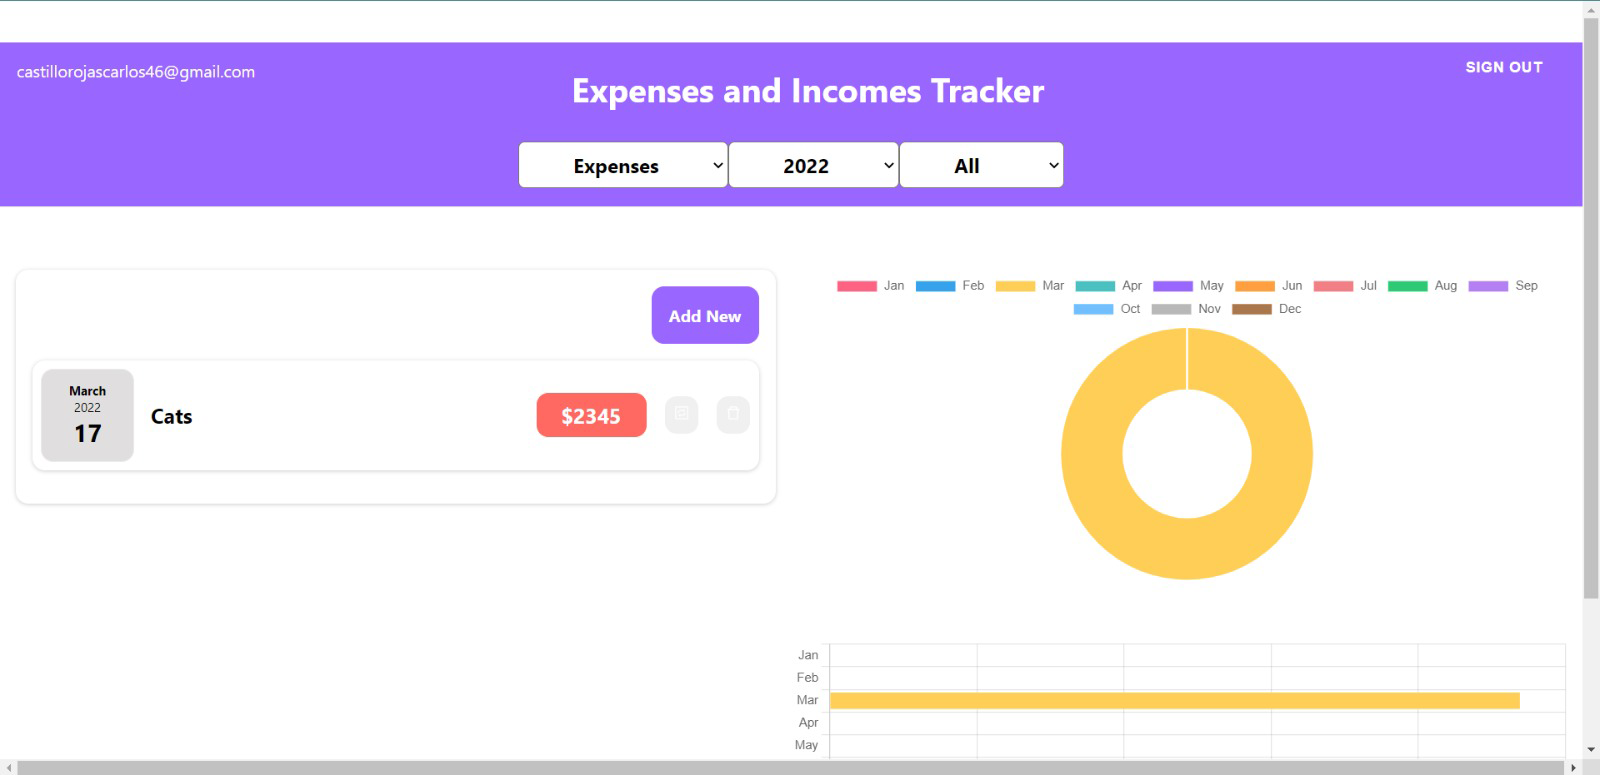 castillorojascarlos46@gmail.com
SIGN OUT
Expenses and Incomes Tracker
Expenses 2022 All
Add New
March
2022
17
Cats
$2345
Jan Feb Mar Apr May Jun Jul Aug Sep
Oct Nov Dec
Jan
Feb
Mar
Apr
May